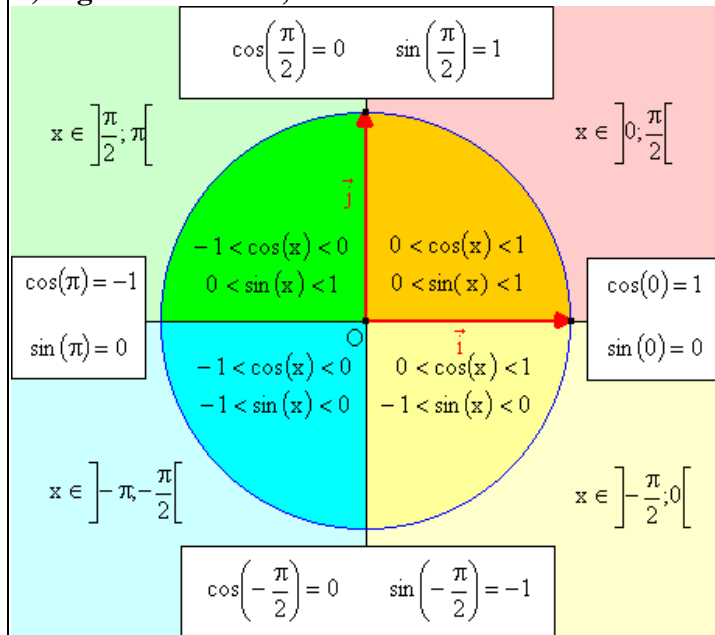 cos(π/2) = 0 sin(π/2) = 1
x ∈ ]π/2; π[
x ∈ ]0; π/2[
j
-1 < cos(x) < 0
0 < sin(x) < 1
0 < cos(x) < 1
0 < sin(x) < 1
cos(π) = -1
sin(π) = 0
cos(0) = 1
sin(0) = 0
O
i
-1 < cos(x) < 0
-1 < sin(x) < 0
0 < cos(x) < 1
-1 < sin(x) < 0
x ∈ ]-π; -π/2[
x ∈ ]-π/2; 0[
cos(-π/2) = 0 sin(-π/2) = -1